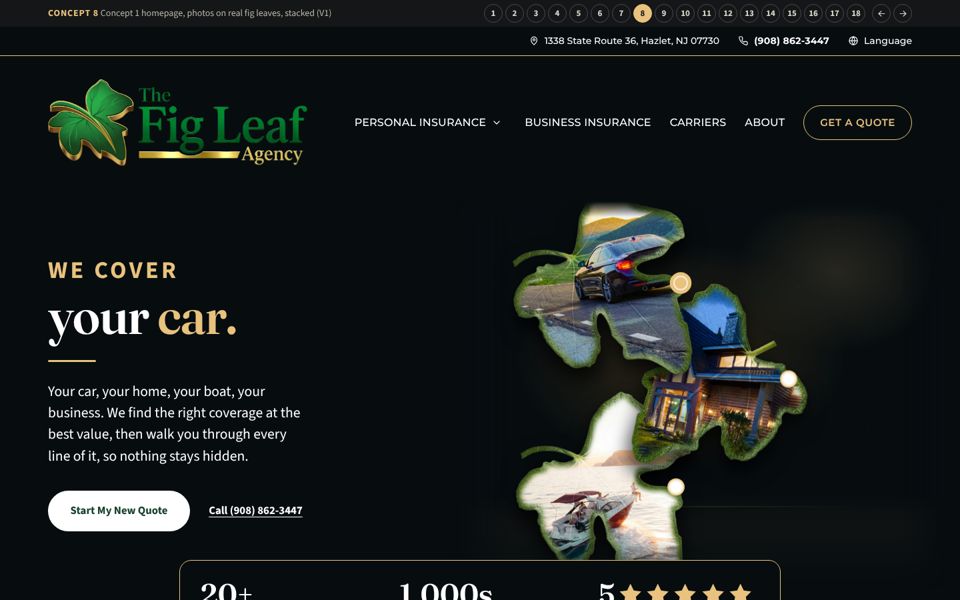 CONCEPT 8 Concept 1 homepage, photos on real fig leaves, stacked (V1)
1 2 3 4 5 6 7 8 9 10 11 12 13 14 15 16 17 18 ← →
1338 State Route 36, Hazlet, NJ 07730 (908) 862-3447 Language
The
Fig Leaf
Agency
PERSONAL INSURANCE BUSINESS INSURANCE CARRIERS ABOUT GET A QUOTE
WE COVER
your car.
Your car, your home, your boat, your
business. We find the right coverage at the
best value, then walk you through every
line of it, so nothing stays hidden.
Start My New Quote Call (908) 862-3447
20+ 1,000s 5★★★★★